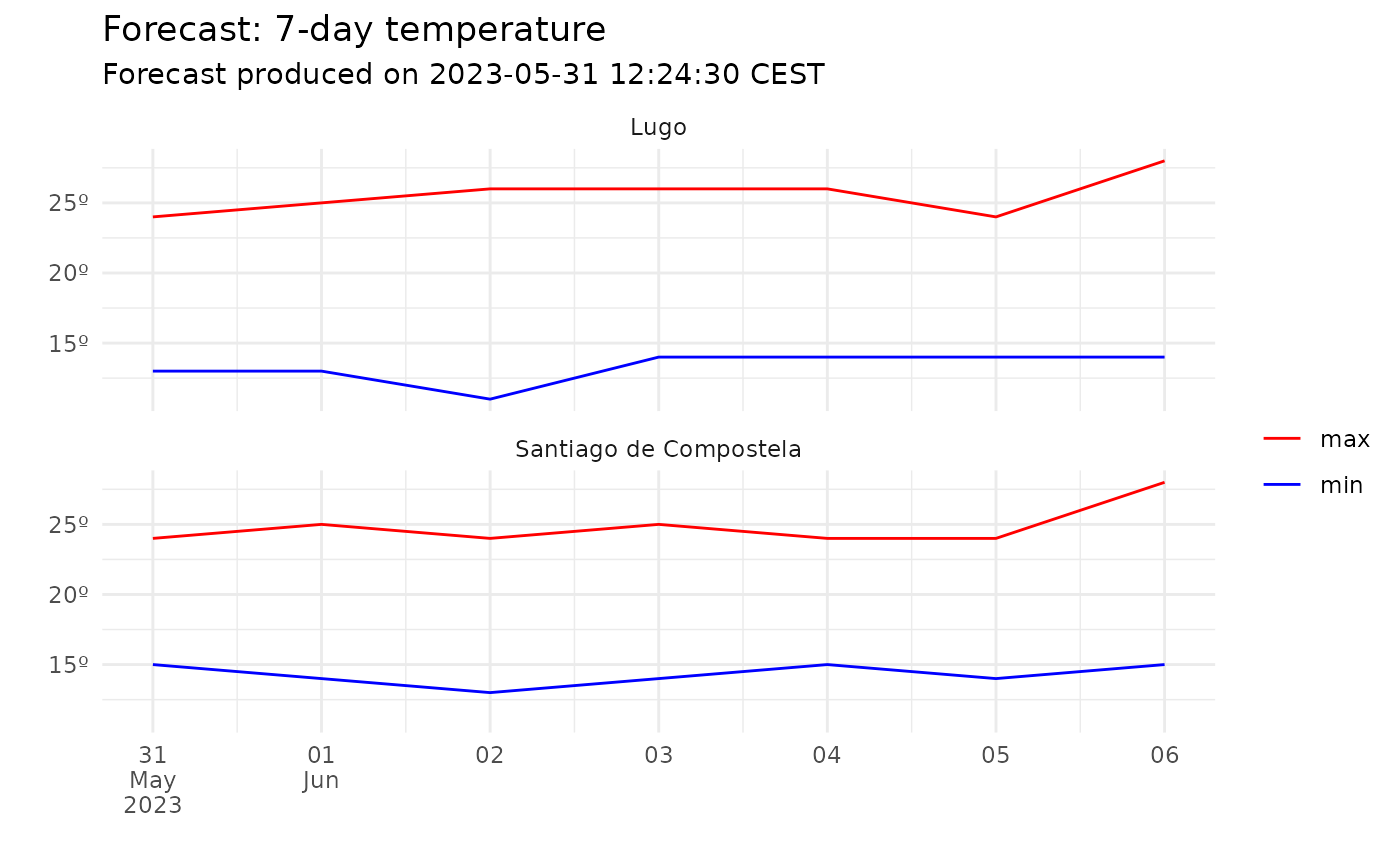 Forecast: 7-day temperature
Forecast produced on 2023-05-31 12:24:30 CEST
Lugo
25º
20º
15º
Santiago de Compostela
25º
20º
15º
31
May
2023
01
Jun
02
03
04
05
06
max
min